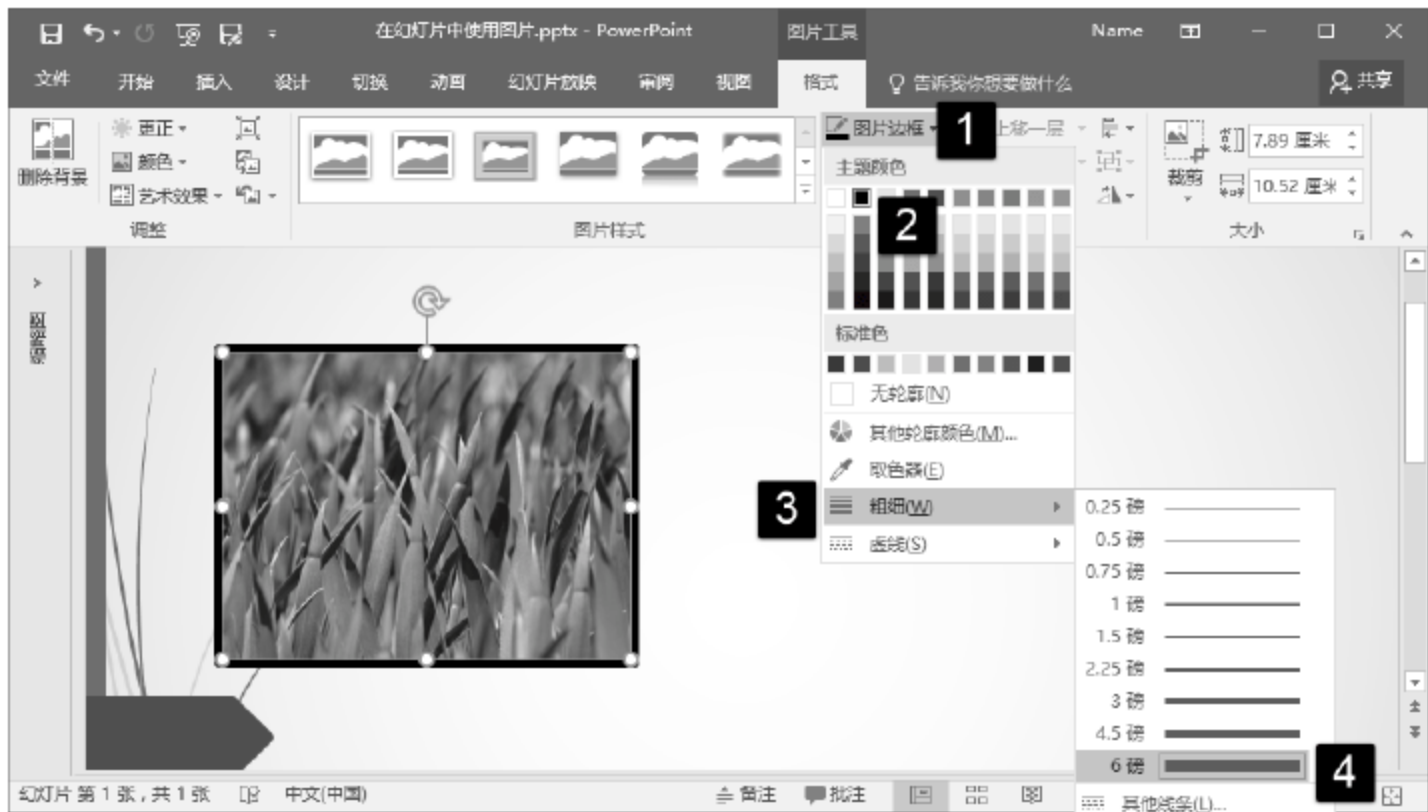 在幻灯片中使用图片.pptx - PowerPoint
图片工具
Name
文件 开始 插入 设计 切换 动画 幻灯片放映 审阅 视图 格式 告诉我你想要做什么 共享
删除背景
更正
颜色
艺术效果
调整
图片样式
图片边框
1
上移一层
裁剪
7.89 厘米
10.52 厘米
大小
主题颜色
2
标准色
无轮廓(N)
其他轮廓颜色(M)...
取色器(E)
3
粗细(W)
虚线(S)
0.25 磅
0.5 磅
0.75 磅
1 磅
1.5 磅
2.25 磅
3 磅
4.5 磅
6 磅
4
其他线条(L)...
缩略图
幻灯片 第 1 张，共 1 张 中文(中国) 备注 批注